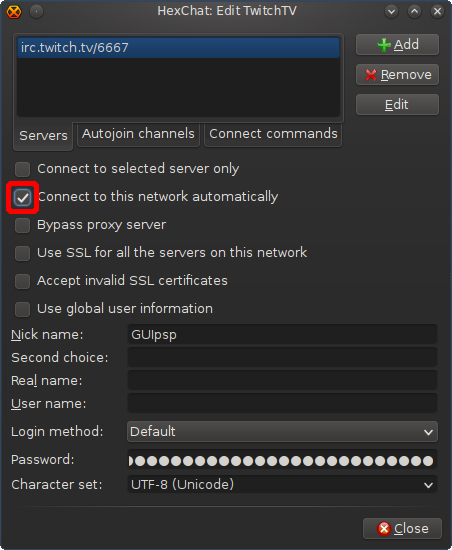 HexChat: Edit TwitchTV
irc.twitch.tv/6667
Add
Remove
Edit
Servers
Autojoin channels
Connect commands
Connect to selected server only
Connect to this network automatically
Bypass proxy server
Use SSL for all the servers on this network
Accept invalid SSL certificates
Use global user information
Nick name: GUIpsp
Second choice:
Real name:
User name:
Login method: Default
Password: ●●●●●●●●●●●●●●●●●●●●●●●●
Character set: UTF-8 (Unicode)
Close